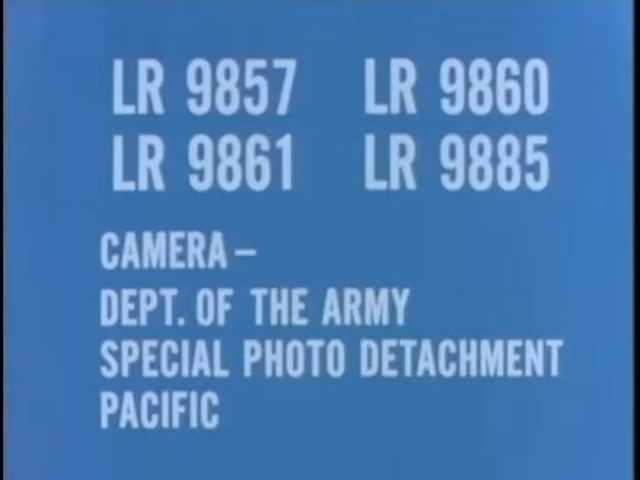 LR 9857 LR 9860
LR 9861 LR 9885
CAMERA –
DEPT. OF THE ARMY
SPECIAL PHOTO DETACHMENT
PACIFIC